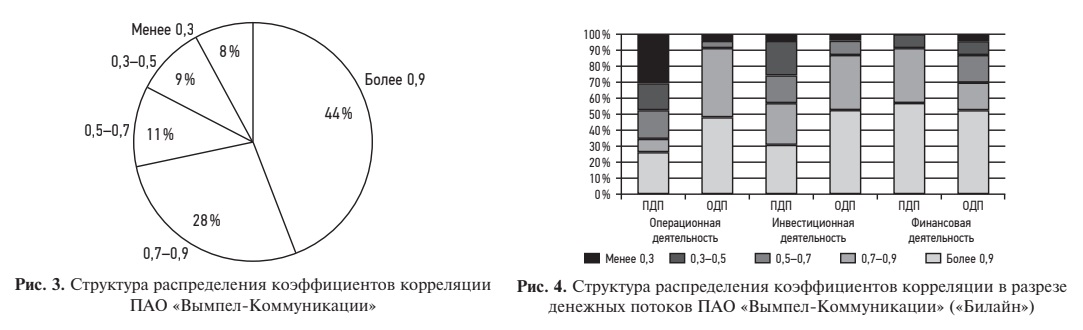 Менее 0,3
8 %
0,3–0,5
9 %
Более 0,9
44 %
0,5–0,7
11 %
28 %
0,7–0,9
Рис. 3. Структура распределения коэффициентов корреляции
ПАО «Вымпел-Коммуникации»
100 %
90 %
80 %
70 %
60 %
50 %
40 %
30 %
20 %
10 %
0 %
ПДП ОДП ПДП ОДП ПДП ОДП
Операционная Инвестиционная Финансовая
деятельность деятельность деятельность
Менее 0,3 0,3–0,5 0,5–0,7 0,7–0,9 Более 0,9
Рис. 4. Структура распределения коэффициентов корреляции в разрезе
денежных потоков ПАО «Вымпел-Коммуникации» («Билайн»)